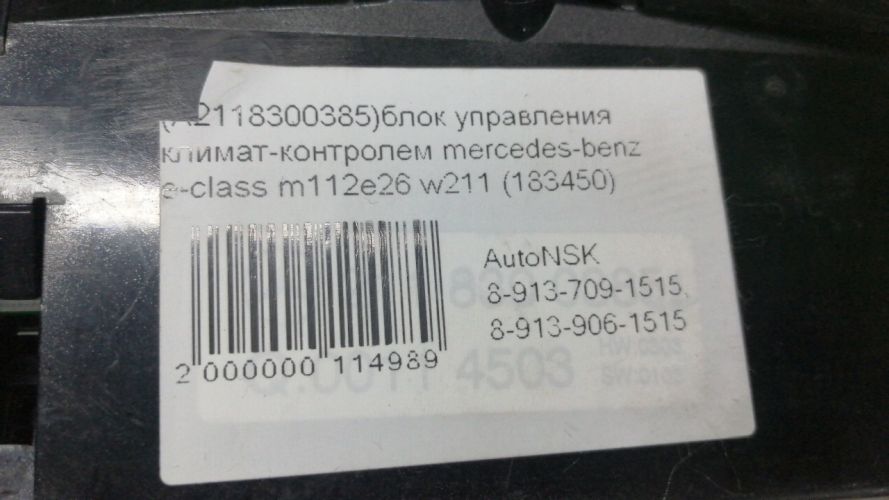 (A2118300385)блок управления
климат-контролем mercedes-benz
e-class m112e26 w211 (183450)
AutoNSK
8-913-709-1515,
8-913-906-1515
2 000000 114989
4503